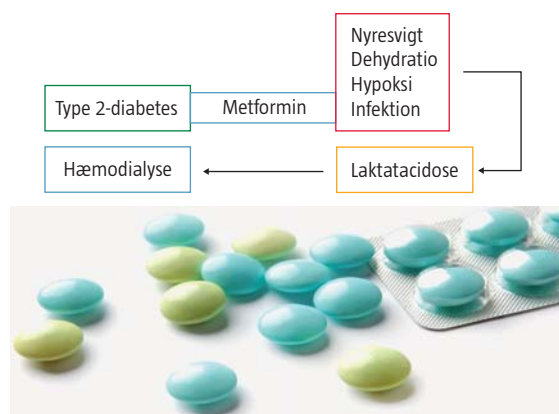 Nyresvigt
Dehydratio
Hypoksi
Infektion
Type 2-diabetes
Metformin
Hæmodialyse
Laktatacidose